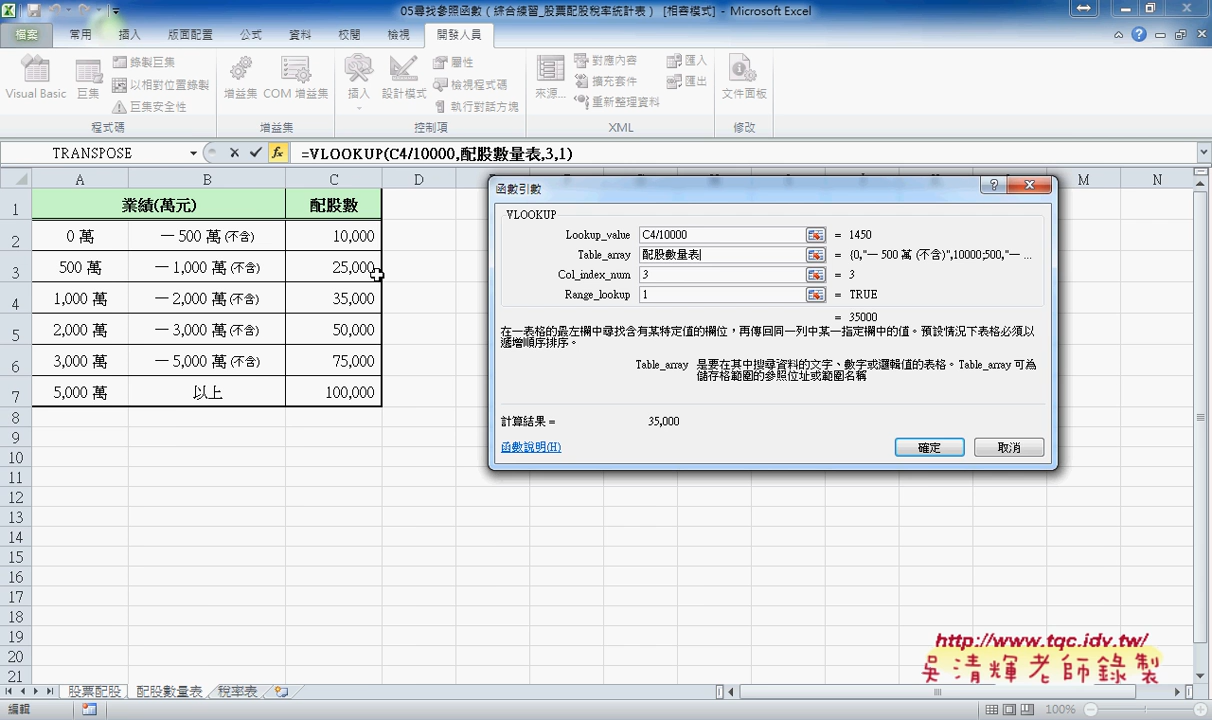 05尋找參照函數（綜合練習_股票配股稅率統計表） [相容模式] - Microsoft Excel
檔案 常用 插入 版面配置 公式 資料 校閱 檢視 開發人員
Visual Basic 巨集 錄製巨集 以相對位置錄製 巨集安全性 增益集 COM 增益集 插入 設計模式 屬性 檢視程式碼 執行對話方塊 來源... 對應內容 擴充套件 重新整理資料 匯入 匯出 文件面板
程式碼 增益集 控制項 XML 修改
TRANSPOSE =VLOOKUP(C4/10000,配股數量表,3,1)
A B C D M N
1 業績(萬元) 配股數
2 0 萬 ─ 500 萬 (不含) 10,000
3 500 萬 ─ 1,000 萬 (不含) 25,000
4 1,000 萬 ─ 2,000 萬 (不含) 35,000
5 2,000 萬 ─ 3,000 萬 (不含) 50,000
6 3,000 萬 ─ 5,000 萬 (不含) 75,000
7 5,000 萬 以上 100,000
8
9
10
11
12
13
14
15
16
17
18
19
20
21
函數引數
VLOOKUP
Lookup_value C4/10000 = 1450
Table_array 配股數量表 = {0,"─ 500 萬 (不含)",10000;500,"─ ...
Col_index_num 3 = 3
Range_lookup 1 = TRUE
= 35000
在一表格的最左欄中尋找含有某特定值的欄位，再傳回同一列中某一指定欄中的值。預設情況下表格必須以
遞增順序排序。
Table_array 是要在其中搜尋資料的文字、數字或邏輯值的表格。Table_array 可為
儲存格範圍的參照位址或範圍名稱
計算結果 = 35,000
函數說明(H) 確定 取消
http://www.tqc.idv.tw/
吳清輝老師錄製
股票配股 配股數量表 稅率表
編輯 100%